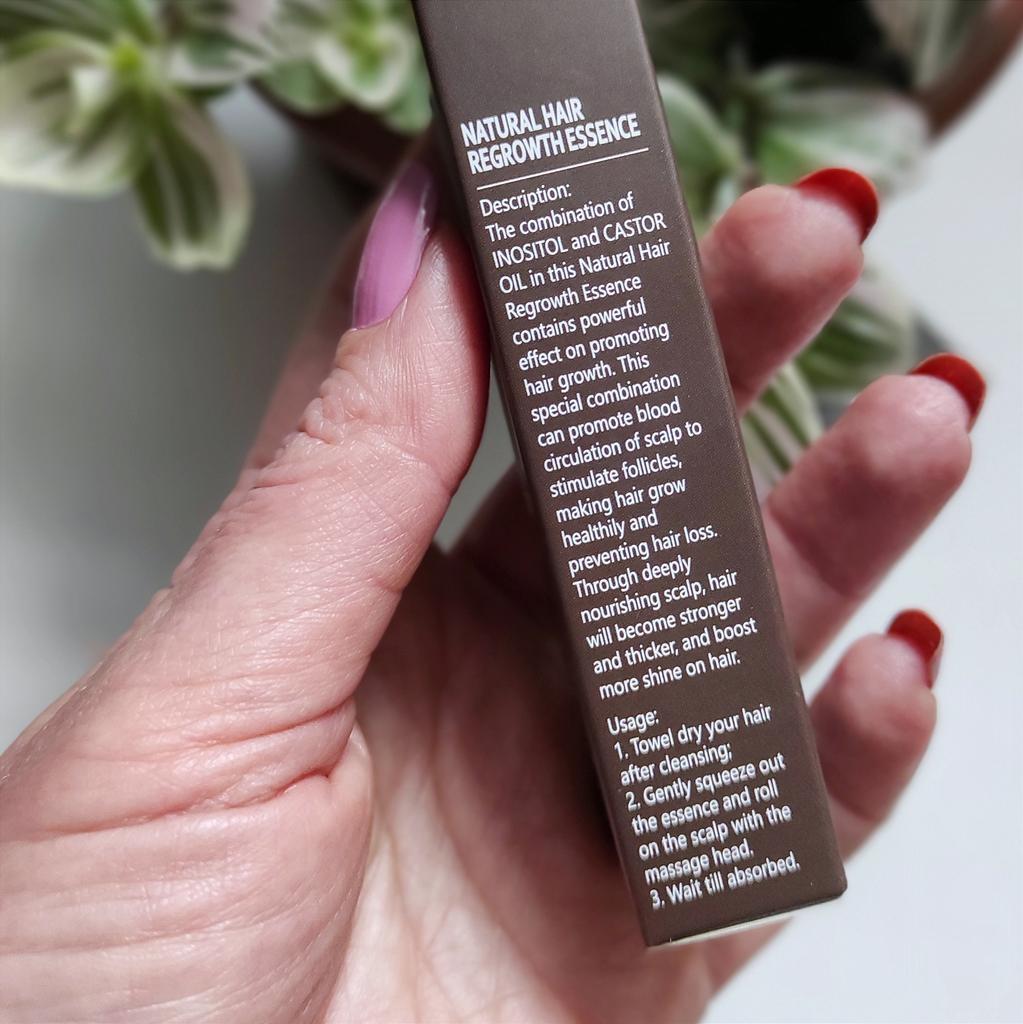 NATURAL HAIR
REGROWTH ESSENCE
Description:
The combination of
INOSITOL and CASTOR
OIL in this Natural Hair
Regrowth Essence
contains powerful
effect on promoting
hair growth. This
special combination
can promote blood
circulation of scalp to
stimulate follicles,
making hair grow
healthily and
preventing hair loss.
Through deeply
nourishing scalp, hair
will become stronger
and thicker, and boost
more shine on hair.
Usage:
1. Towel dry your hair
after cleansing;
2. Gently squeeze out
the essence and roll
on the scalp with the
massage head.
3. Wait till absorbed.